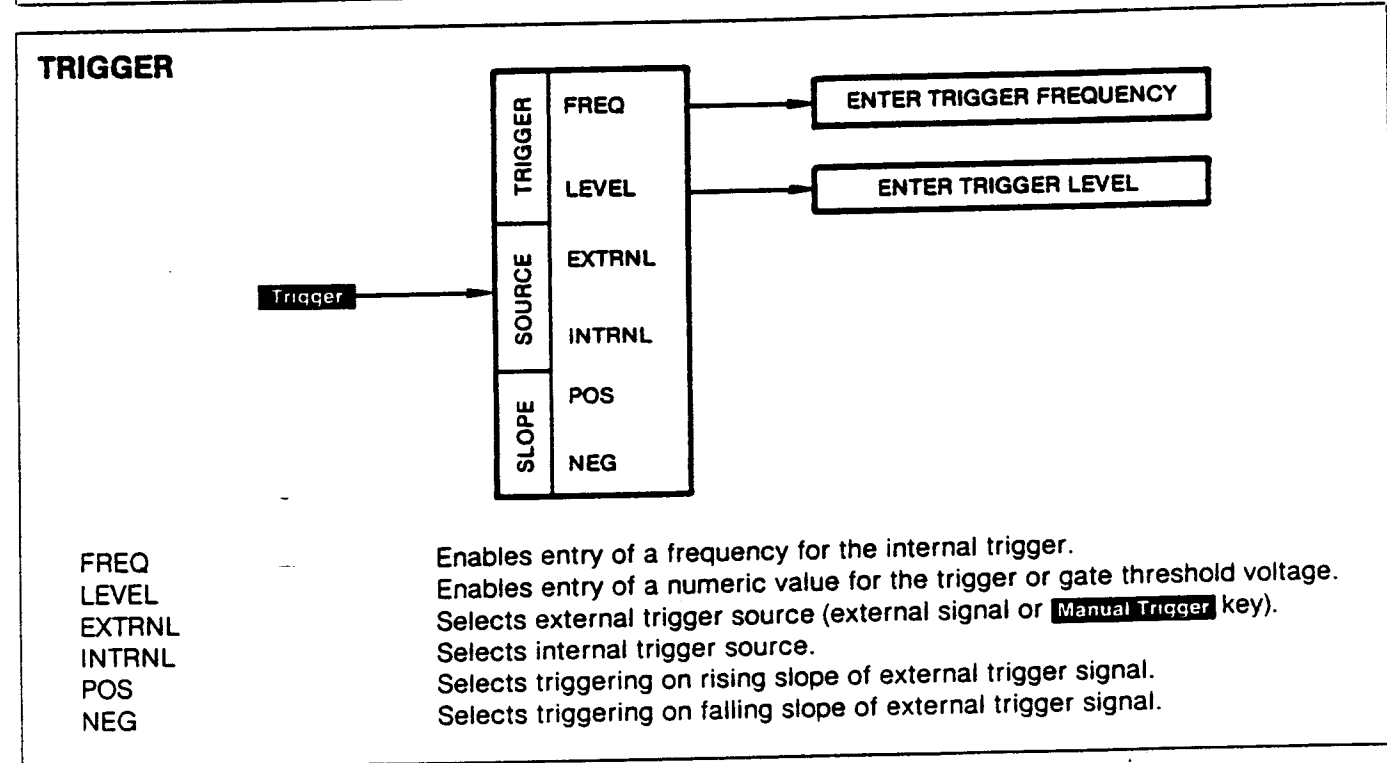 TRIGGER
TRIGGER
FREQ
ENTER TRIGGER FREQUENCY
LEVEL
ENTER TRIGGER LEVEL
SOURCE
EXTRNL
Trigger
INTRNL
SLOPE
POS
NEG
FREQ Enables entry of a frequency for the internal trigger.
LEVEL Enables entry of a numeric value for the trigger or gate threshold voltage.
EXTRNL Selects external trigger source (external signal or Manual Trigger key).
INTRNL Selects internal trigger source.
POS Selects triggering on rising slope of external trigger signal.
NEG Selects triggering on falling slope of external trigger signal.